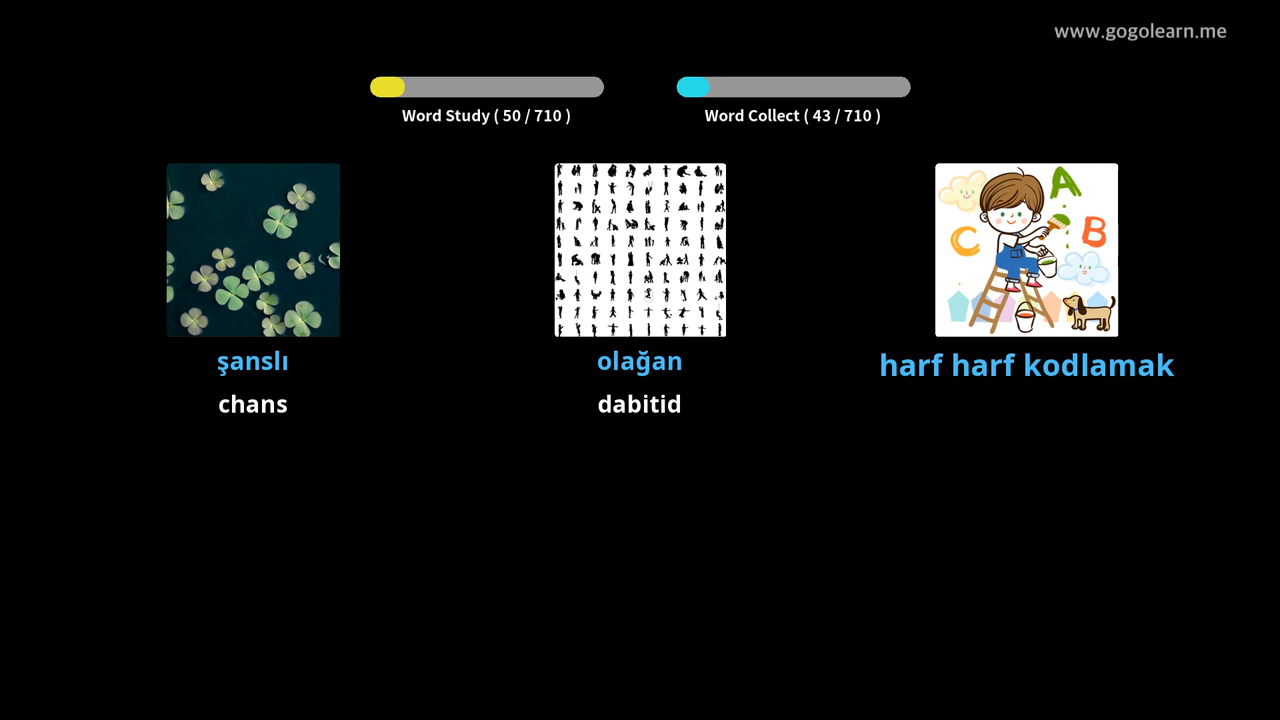 www.gogolearn.me
Word Study ( 50 / 710 )
Word Collect ( 43 / 710 )
A
B
C
şanslı
olağan
harf harf kodlamak
chans
dabitid